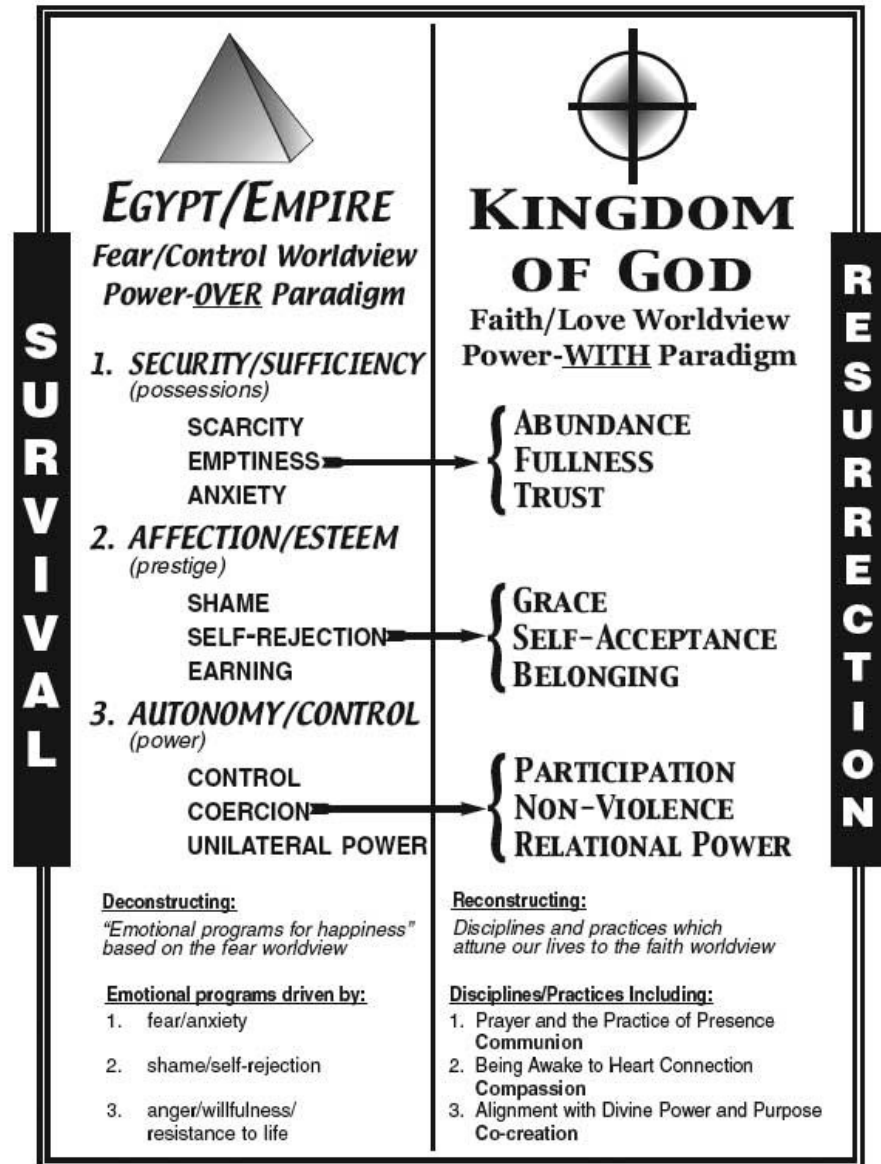 EGYPT/EMPIRE
Fear/Control Worldview
Power-OVER Paradigm
SURVIVAL
1. SECURITY/SUFFICIENCY
(possessions)
SCARCITY
EMPTINESS
ANXIETY
2. AFFECTION/ESTEEM
(prestige)
SHAME
SELF-REJECTION
EARNING
3. AUTONOMY/CONTROL
(power)
CONTROL
COERCION
UNILATERAL POWER
Deconstructing:
“Emotional programs for happiness”
based on the fear worldview
Emotional programs driven by:
1. fear/anxiety
2. shame/self-rejection
3. anger/willfulness/
resistance to life
KINGDOM
OF GOD
Faith/Love Worldview
Power-WITH Paradigm
ABUNDANCE
FULLNESS
TRUST
GRACE
SELF-ACCEPTANCE
BELONGING
PARTICIPATION
NON-VIOLENCE
RELATIONAL POWER
Reconstructing:
Disciplines and practices which
attune our lives to the faith worldview
Disciplines/Practices Including:
1. Prayer and the Practice of Presence
Communion
2. Being Awake to Heart Connection
Compassion
3. Alignment with Divine Power and Purpose
Co-creation
RESURRECTION